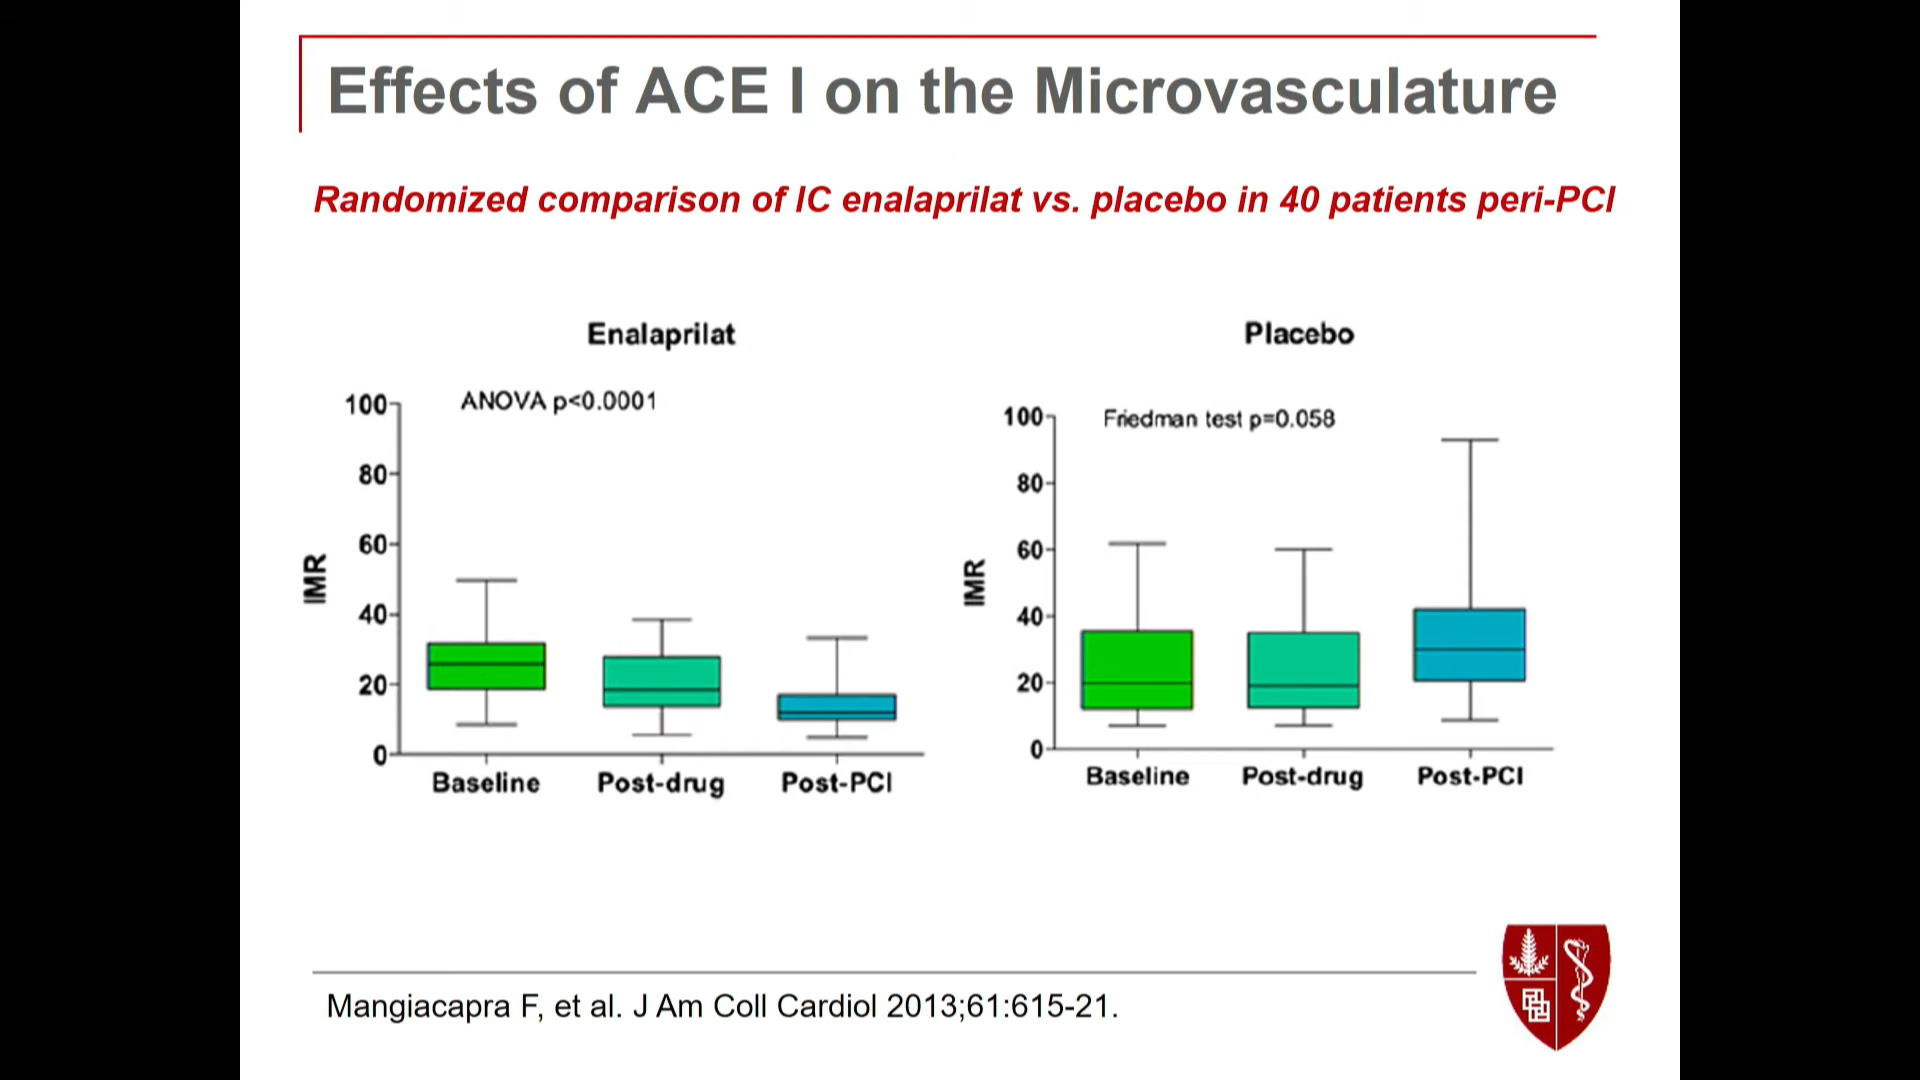 Effects of ACE I on the Microvasculature
Randomized comparison of IC enalaprilat vs. placebo in 40 patients peri-PCI
Enalaprilat
ANOVA p<0.0001
IMR
100
80
60
40
20
0
Baseline
Post-drug
Post-PCI
Placebo
Friedman test p=0.058
IMR
100
80
60
40
20
0
Baseline
Post-drug
Post-PCI
Mangiacapra F, et al. J Am Coll Cardiol 2013;61:615-21.